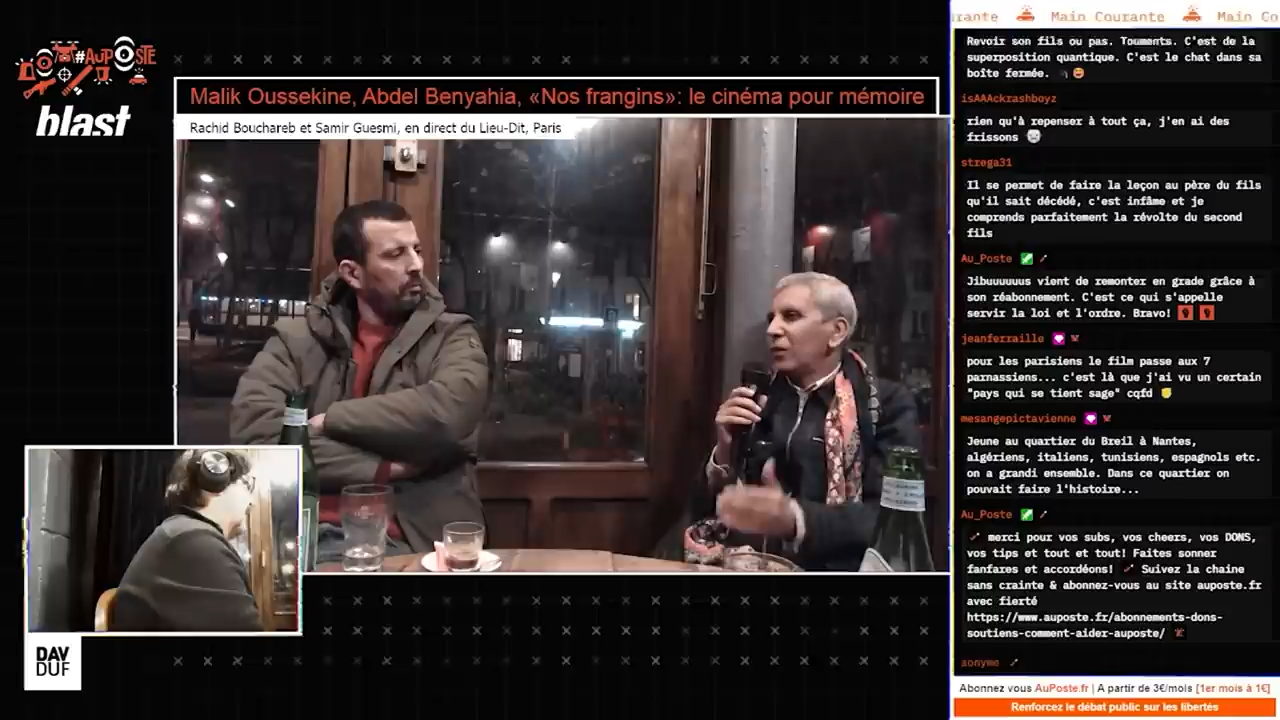 #AUPOSTE
blast
Malik Oussekine, Abdel Benyahia, «Nos frangins»: le cinéma pour mémoire
Rachid Bouchareb et Samir Guesmi, en direct du Lieu-Dit, Paris
DAV
DUF
Main Courante
Main Co
Revoir son fils ou pas. Touments. C'est de la
superposition quantique. C'est le chat dans sa
boîte fermée.
isAAAckrashboyz
rien qu'à repenser à tout ça, j'en ai des
frissons
strøga31
Il se permet de faire la leçon au père du fils
qu'il sait décédé, c'est infâme et je
comprends parfaitement la révolte du second
fils
Au_Poste
Jibuuuuuus vient de remonter en grade grâce à
son réabonnement. C'est ce qui s'appelle
servir la loi et l'ordre. Bravo!
jeanferraille
pour les parisiens le film passe aux 7
parnassiens... c'est là que j'ai vu un certain
"pays qui se tient sage" cqfd
mesangepictavienne
Jeune au quartier du Breil à Nantes,
algériens, italiens, tunisiens, espagnols etc.
on a grandi ensemble. Dans ce quartier on
pouvait faire l'histoire...
Au_Poste
merci pour vos subs, vos cheers, vos DONS,
vos tips et tout et tout! Faites sonner
fanfares et accordéons! Suivez la chaine
sans crainte & abonnez-vous au site auposte.fr
avec fierté
https://www.auposte.fr/abonnements-dons-
soutiens-comment-aider-auposte/
aonyme
Abonnez vous AuPoste.fr | A partir de 3€/mois [1er mois à 1€]
Renforcez le débat public sur les libertés